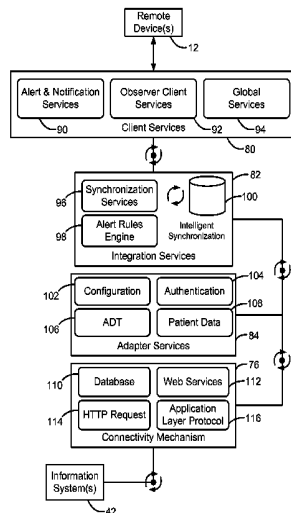 Remote
Device(s)
12
Alert & Notification
Services
Observer Client
Services
Global
Services
90
92
94
Client Services
80
82
Synchronization
Services
96
100
Alert Rules
Engine
98
Intelligent
Synchronization
Integration Services
104
102
Configuration
Authentication
108
106
ADT
Patient Data
Adapter Services
84
76
110
Database
Web Services
112
114
HTTP Request
Application
Layer Protocol
116
Connectivity Mechanism
Information
System(s)
42